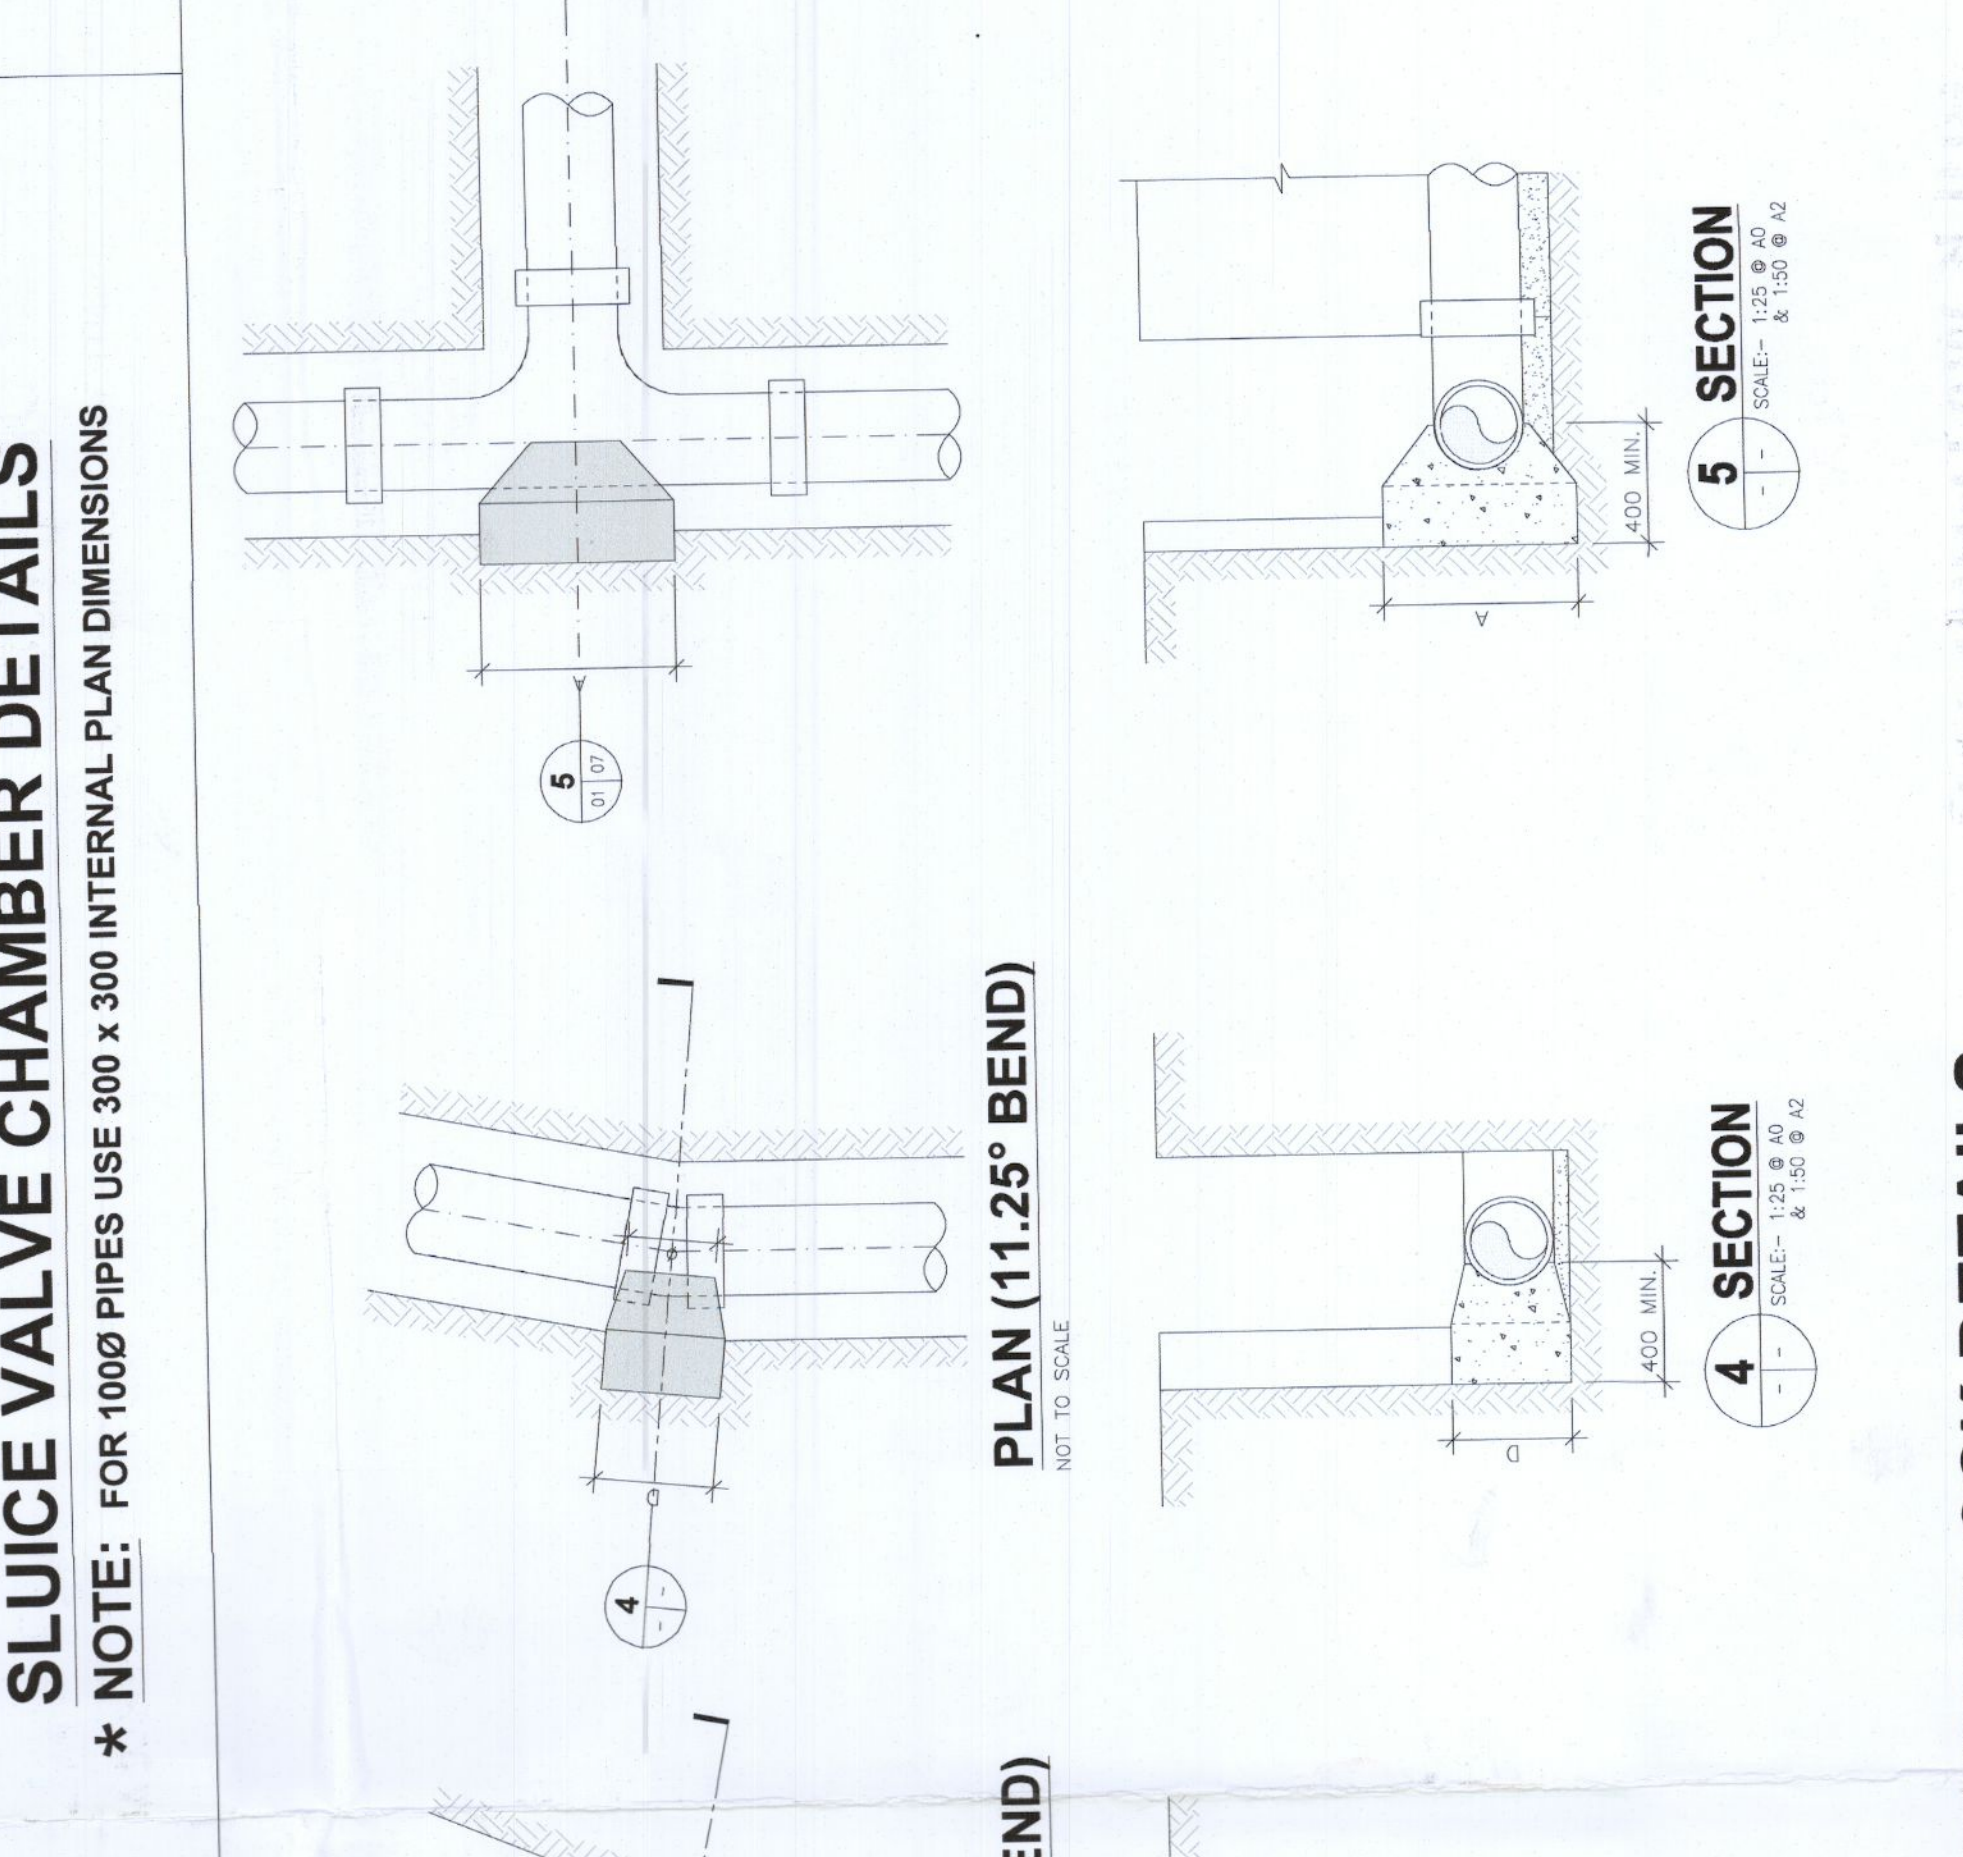 SLUICE VALVE CHAMBER DETAILS
* NOTE: FOR 100Ø PIPES USE 300 x 300 INTERNAL PLAN DIMENSIONS
4
- -
D
ø
5
01 07
A
END)
PLAN (11.25° BEND)
NOT TO SCALE
D
400 MIN.
4 SECTION
- -
SCALE:- 1:25 @ A0
& 1:50 @ A2
A
400 MIN.
5 SECTION
- -
SCALE:- 1:25 @ A0
& 1:50 @ A2